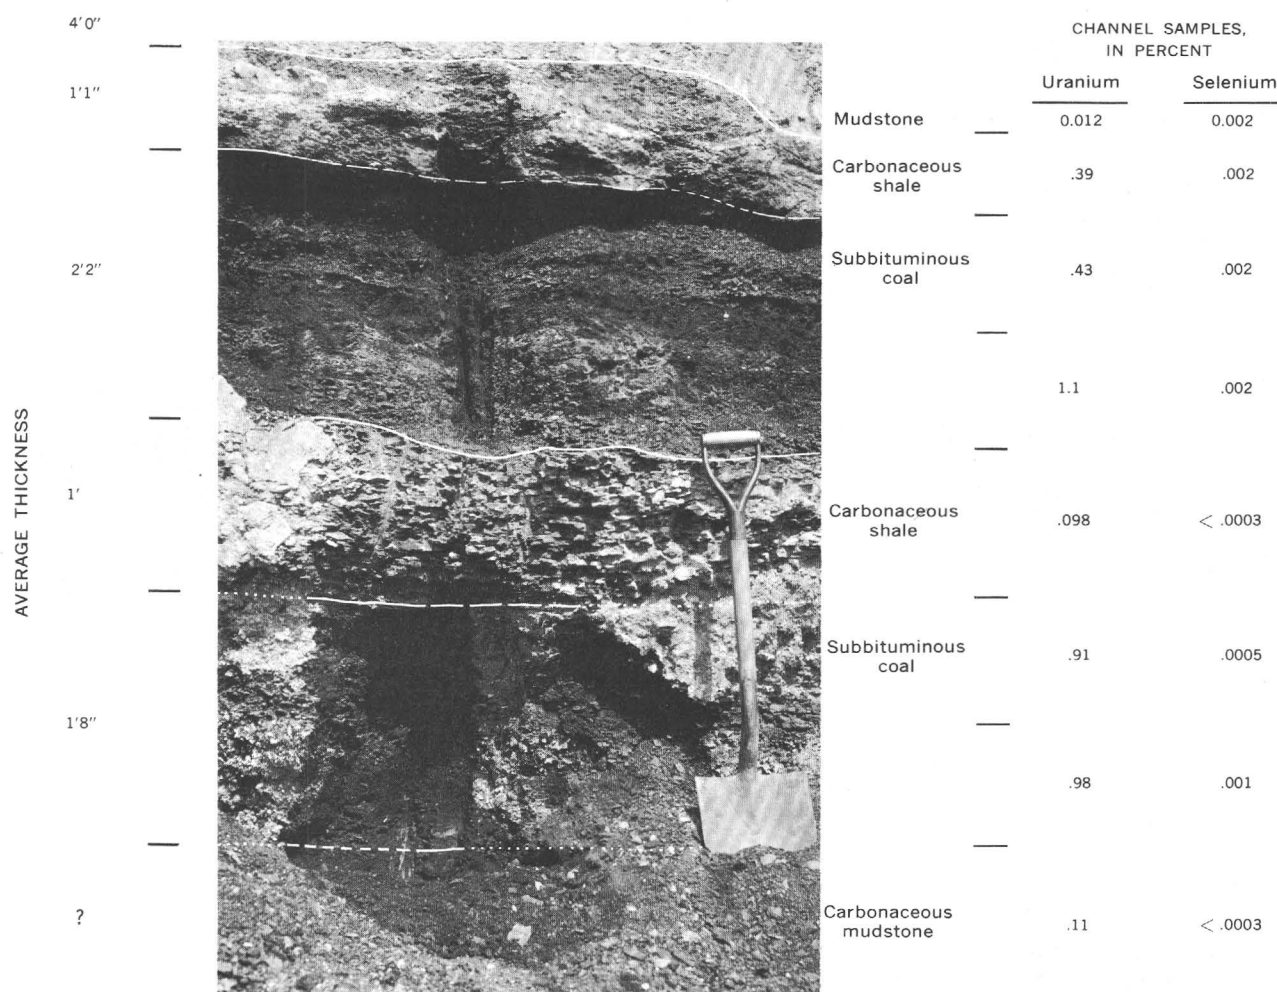 4'0"
CHANNEL SAMPLES,
IN PERCENT
Uranium Selenium
1'1"
Mudstone 0.012 0.002
Carbonaceous
shale .39 .002
2'2"
Subbituminous
coal .43 .002
1.1 .002
AVERAGE THICKNESS
1'
Carbonaceous
shale .098 < .0003
Subbituminous
coal .91 .0005
1'8"
.98 .001
?
Carbonaceous
mudstone .11 < .0003